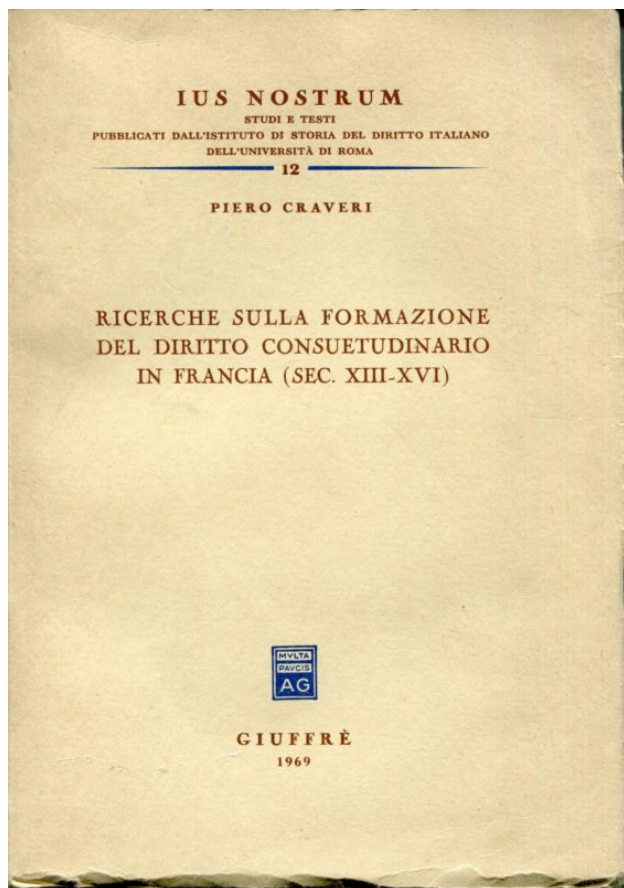 IUS NOSTRUM
STUDI E TESTI
PUBBLICATI DALL'ISTITUTO DI STORIA DEL DIRITTO ITALIANO
DELL'UNIVERSITÀ DI ROMA
12
PIERO CRAVERI
RICERCHE SULLA FORMAZIONE
DEL DIRITTO CONSUETUDINARIO
IN FRANCIA (SEC. XIII-XVI)
MVLTA
PAVCIS
AG
GIUFFRÈ
1969